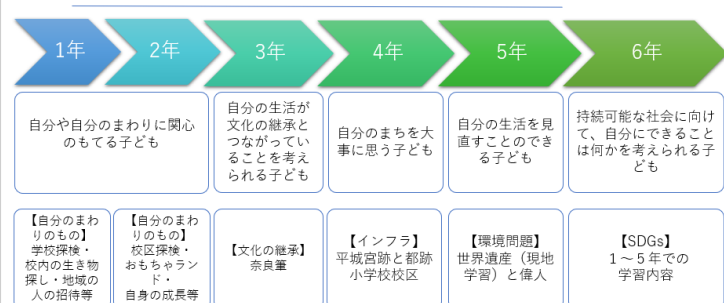 1年
2年
3年
4年
5年
6年
自分や自分のまわりに関心
のもてる子ども
自分の生活が
文化の継承と
つながってい
ることを考え
られる子ども
自分のまちを大
事に思う子ども
自分の生活を見
直すことのでき
る子ども
持続可能な社会に向け
て、自分にできること
は何かを考えられる子
ども
【自分のまわ
りのもの】
学校探検・
校内の生き物
探し・地域の
人の招待等
【自分のまわ
りのもの】
校区探検・
おもちゃラン
ド・
自身の成長等
【文化の継承】
奈良筆
【インフラ】
平城宮跡と都跡
小学校校区
【環境問題】
世界遺産（現地
学習）と偉人
【SDGs】
１～５年での
学習内容